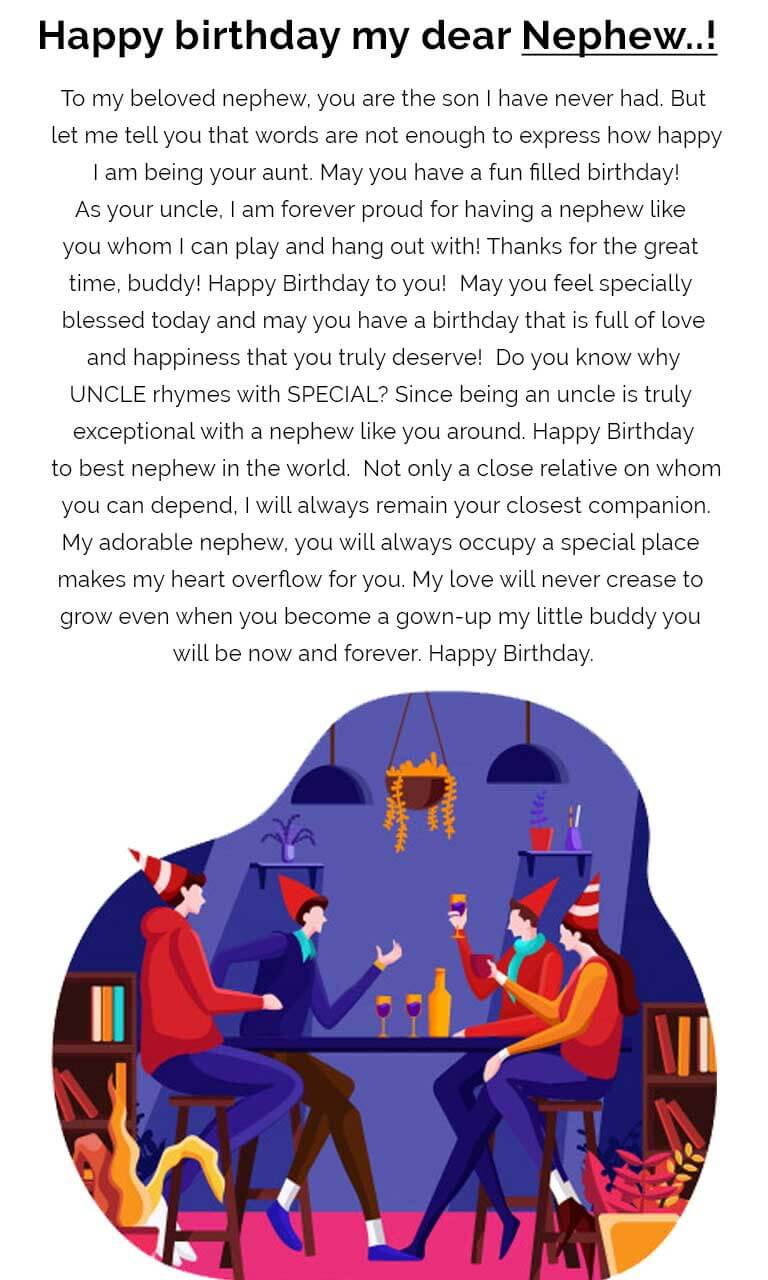 Happy birthday my dear Nephew..!
To my beloved nephew, you are the son I have never had. But
let me tell you that words are not enough to express how happy
I am being your aunt. May you have a fun filled birthday!
As your uncle, I am forever proud for having a nephew like
you whom I can play and hang out with! Thanks for the great
time, buddy! Happy Birthday to you!  May you feel specially
blessed today and may you have a birthday that is full of love
and happiness that you truly deserve!  Do you know why
UNCLE rhymes with SPECIAL? Since being an uncle is truly
exceptional with a nephew like you around. Happy Birthday
to best nephew in the world.  Not only a close relative on whom
you can depend, I will always remain your closest companion.
My adorable nephew, you will always occupy a special place
makes my heart overflow for you. My love will never crease to
grow even when you become a gown-up my little buddy you
will be now and forever. Happy Birthday.